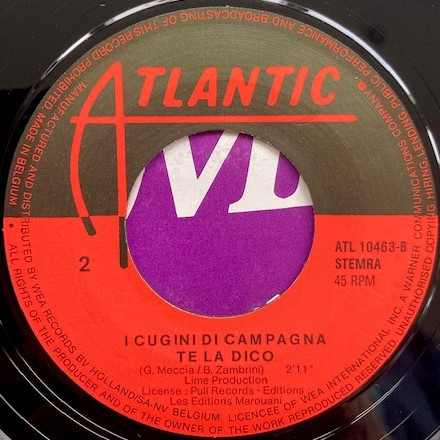 ATLANTIC
2
ATL 10463-B
STEMRA
45 RPM
I CUGINI DI CAMPAGNA
TE LA DICO
(G. Meccia / B. Zambrini) 2'11"
Lime Production
License : Pull Records - Editions :
Les Editions Marouani
MANUFACTURED AND DISTRIBUTED BY WEA RECORDS BV HOLLAND/SA.NV BELGIUM. LICENCEE OF WEA INTERNATIONAL INC. A WARNER COMMUNICATIONS COMPANY.
ALL RIGHTS OF THE PRODUCER AND OF THE OWNER OF THE WORK REPRODUCED RESERVED. UNAUTHORISED COPYING, HIRING, LENDING, PUBLIC PERFORMANCE AND BROADCASTING OF THIS RECORD PROHIBITED. MADE IN BELGIUM.